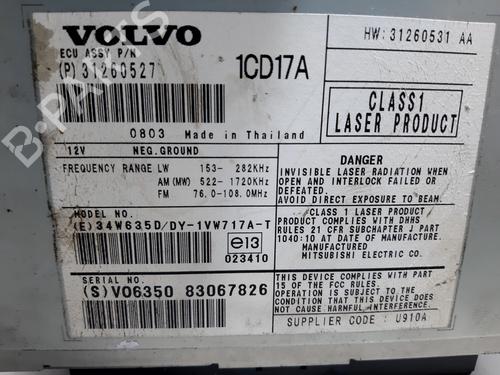 VOLVO
ECU ASSY P/N
(P) 31260527
1CD17A
HW: 31260531 AA
CLASS1
LASER PRODUCT
0803 Made in Thailand
12V NEG.GROUND
FREQUENCY RANGE LW 153- 282KHz
AM(MW) 522-1720KHz
FM 76.0-108.0MHz
DANGER
INVISIBLE LASER RADIATION WHEN
OPEN AND INTERLOCK FAILED OR
DEFEATED.
AVOID DIRECT EXPOSURE TO BEAM.
MODEL NO.
(E)34W635D/DY-1VW717A-T
e13
023410
CLASS 1 LASER PRODUCT
PRODUCT COMPLIES WITH DHHS
RULES 21 CFR SUBCHAPTER J PART
1040:10 AT DATE OF MANUFACTURE.
MANUFACTURED
MITSUBISHI ELECTRIC CO.
SERIAL NO.
(S)V06350 83067826
THIS DEVICE COMPLIES WITH PART
15 OF THE FCC RULES.
THIS CONDITION THAT THIS DEVICE DOES
NOT CAUSE HARMFUL INTERFERENCE.
SUPPLIER CODE : U910A
B-PARTS